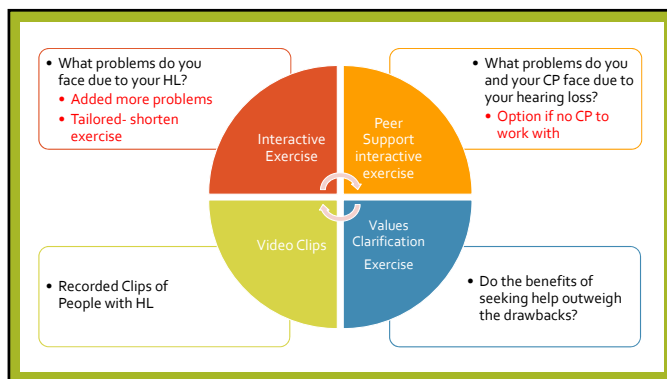 • What problems do you
face due to your HL?
• Added more problems
• Tailored- shorten
exercise
• What problems do you
and your CP face due to
your hearing loss?
• Option if no CP to
work with
Interactive
Exercise
Peer
Support
interactive
exercise
Video Clips
Values
Clarification
Exercise
• Recorded Clips of
People with HL
• Do the benefits of
seeking help outweigh
the drawbacks?